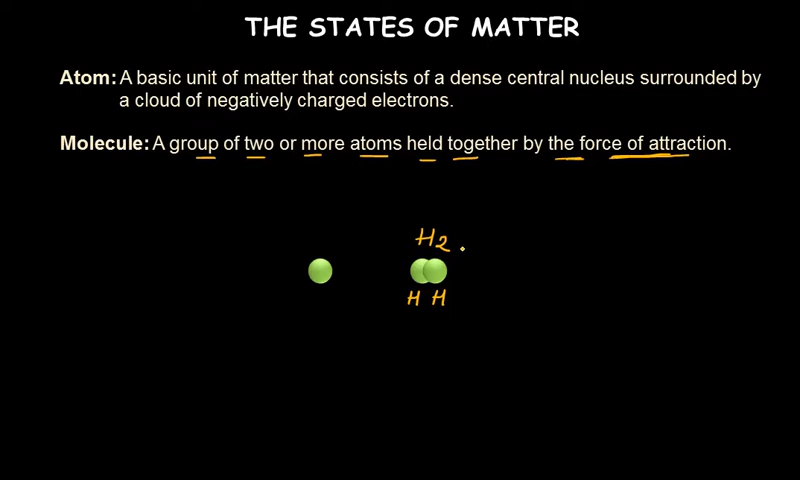 THE STATES OF MATTER
Atom: A basic unit of matter that consists of a dense central nucleus surrounded by
a cloud of negatively charged electrons.
Molecule: A group of two or more atoms held together by the force of attraction.
H2
H H